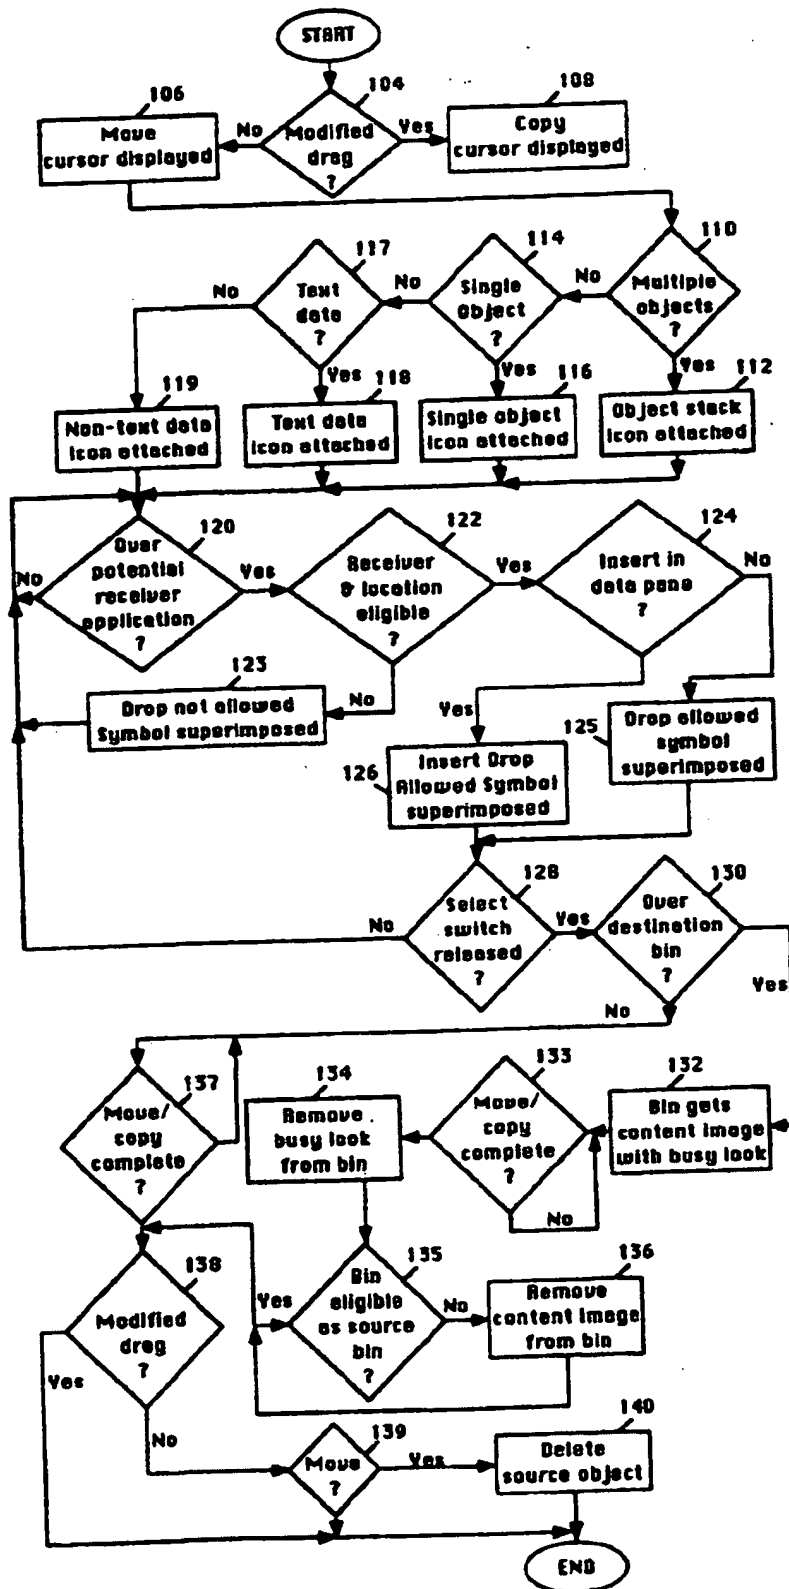 START
106
104
108
Move
cursor displayed
No
Modified
drag
?
Yes
Copy
cursor displayed
117
114
110
No
Text
data
?
No
Single
Object
?
No
Multiple
objects
?
Yes
Yes
Yes
119
118
116
112
Non-text data
icon attached
Text data
icon attached
Single object
icon attached
Object stack
icon attached
120
122
124
No
Over
potential
receiver
application
?
Yes
Receiver
& location
eligible
?
Yes
Insert in
data pane
?
No
123
Drop not allowed
Symbol superimposed
No
Yes
125
Drop allowed
symbol
superimposed
126
Insert Drop
Allowed Symbol
superimposed
128
130
No
Select
switch
released
?
Yes
Over
destination
bin
?
Yes
No
137
134
133
132
Move/
copy
complete
?
Remove
busy look
from bin
Move/
copy
complete
?
Bin gets
content image
with busy look
No
138
135
136
Modified
drag
?
Yes
Bin
eligible
as source
bin
?
No
Remove
content image
from bin
Yes
No
139
140
Move
?
Yes
Delete
source object
END